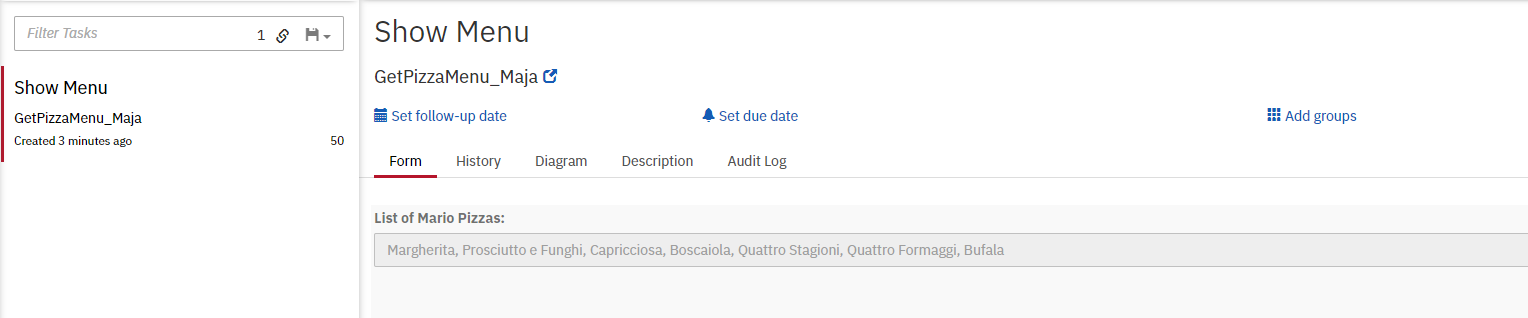 Filter Tasks 1
Show Menu
GetPizzaMenu_Maja
Created 3 minutes ago 50
Show Menu
GetPizzaMenu_Maja
Set follow-up date Set due date Add groups
Form History Diagram Description Audit Log
List of Mario Pizzas:
Margherita, Prosciutto e Funghi, Capricciosa, Boscaiola, Quattro Stagioni, Quattro Formaggi, Bufala